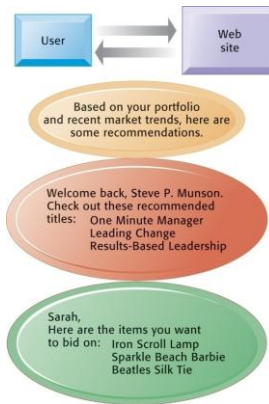 User
Web
site
Based on your portfolio
and recent market trends, here are
some recommendations.
Welcome back, Steve P. Munson.
Check out these recommended
titles: One Minute Manager
Leading Change
Results-Based Leadership
Sarah,
Here are the items you want
to bid on: Iron Scroll Lamp
Sparkle Beach Barbie
Beatles Silk Tie